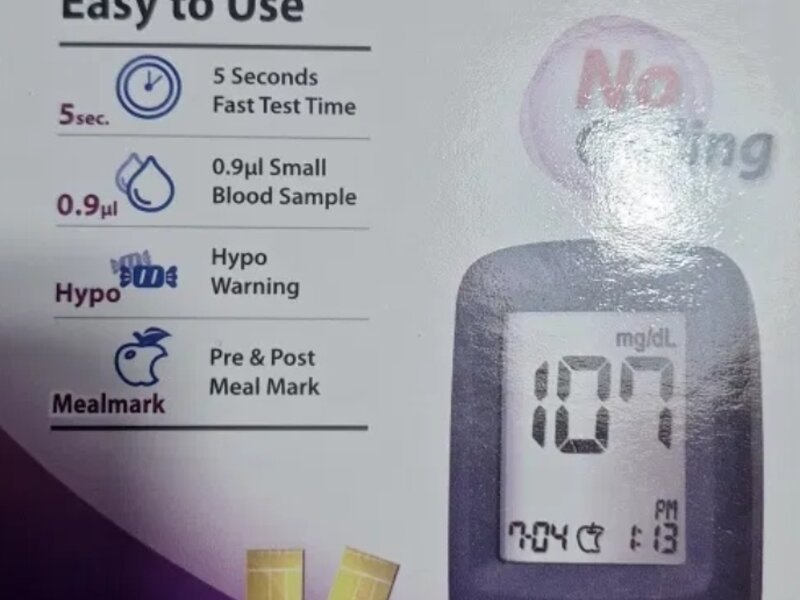 Easy to Use
5 Seconds
Fast Test Time
5sec.
0.9µl Small
Blood Sample
0.9µl
Hypo
Warning
Hypo
Pre & Post
Meal Mark
Mealmark
No
Coding
mg/dL
107
PM
7-04 1:13